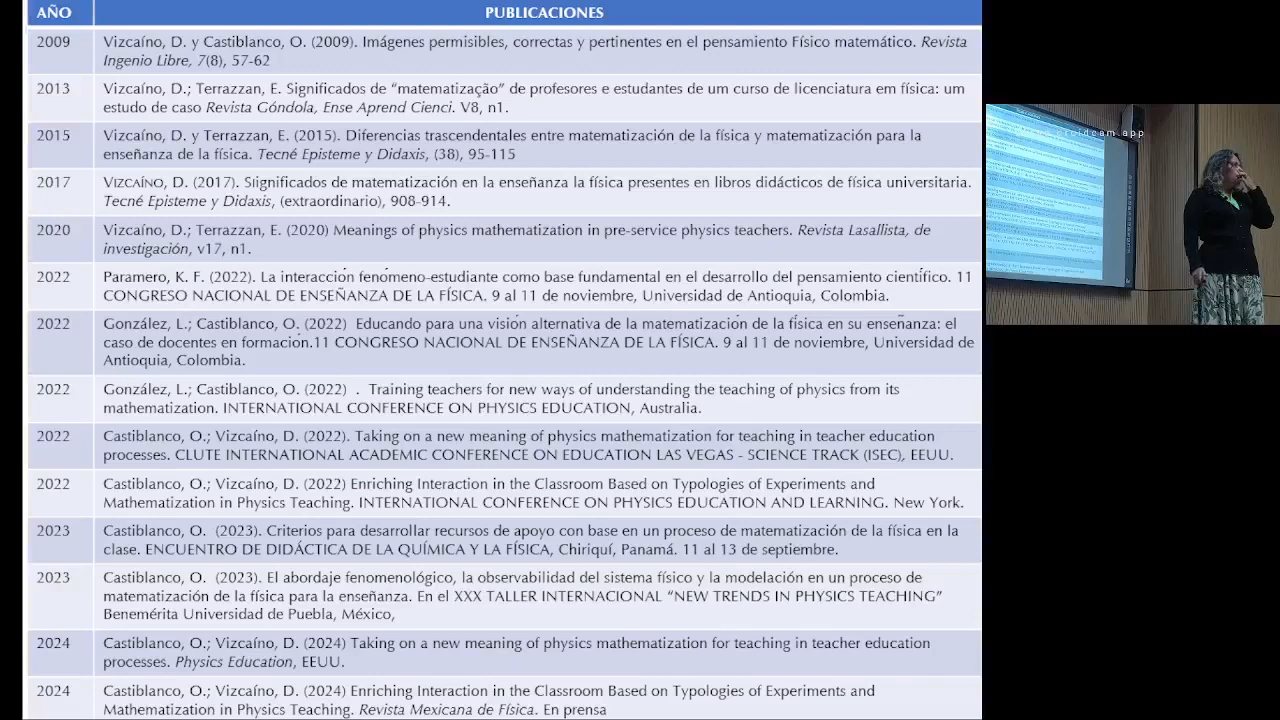 AÑO PUBLICACIONES
2009 Vizcaíno, D. y Castiblanco, O. (2009). Imágenes permisibles, correctas y pertinentes en el pensamiento Físico matemático. Revista
Ingenio Libre, 7(8), 57-62
2013 Vizcaíno, D.; Terrazzan, E. Significados de “matematização” de profesores e estudantes de um curso de licenciatura em física: um
estudo de caso Revista Góndola, Ense Aprend Cienci. V8, n1.
2015 Vizcaíno, D. y Terrazzan, E. (2015). Diferencias trascendentales entre matematización de la física y matematización para la
enseñanza de la física. Tecné Episteme y Didaxis, (38), 95-115
2017 VIZCAÍNO, D. (2017). Siignificados de matematización en la enseñanza la física presentes en libros didácticos de física universitaria.
Tecné Episteme y Didaxis, (extraordinario), 908-914.
2020 Vizcaíno, D.; Terrazzan, E. (2020) Meanings of physics mathematization in pre-service physics teachers. Revista Lasallista, de
investigación, v17, n1.
2022 Paramero, K. F. (2022). La interacción fenómeno-estudiante como base fundamental en el desarrollo del pensamiento científico. 11
CONGRESO NACIONAL DE ENSEÑANZA DE LA FÍSICA. 9 al 11 de noviembre, Universidad de Antioquia, Colombia.
2022 González, L.; Castiblanco, O. (2022) Educando para una visión alternativa de la matematización de la física en su enseñanza: el
caso de docentes en formación.11 CONGRESO NACIONAL DE ENSEÑANZA DE LA FÍSICA. 9 al 11 de noviembre, Universidad de
Antioquia, Colombia.
2022 González, L.; Castiblanco, O. (2022) . Training teachers for new ways of understanding the teaching of physics from its
mathematization. INTERNATIONAL CONFERENCE ON PHYSICS EDUCATION, Australia.
2022 Castiblanco, O.; Vizcaíno, D. (2022). Taking on a new meaning of physics mathematization for teaching in teacher education
processes. CLUTE INTERNATIONAL ACADEMIC CONFERENCE ON EDUCATION LAS VEGAS - SCIENCE TRACK (ISEC), EEUU.
2022 Castiblanco, O.; Vizcaíno, D. (2022) Enriching Interaction in the Classroom Based on Typologies of Experiments and
Mathematization in Physics Teaching. INTERNATIONAL CONFERENCE ON PHYSICS EDUCATION AND LEARNING. New York.
2023 Castiblanco, O. (2023). Criterios para desarrollar recursos de apoyo con base en un proceso de matematización de la física en la
clase. ENCUENTRO DE DIDÁCTICA DE LA QUÍMICA Y LA FÍSICA, Chiriquí, Panamá. 11 al 13 de septiembre.
2023 Castiblanco, O. (2023). El abordaje fenomenológico, la observabilidad del sistema físico y la modelación en un proceso de
matematización de la física para la enseñanza. En el XXX TALLER INTERNACIONAL “NEW TRENDS IN PHYSICS TEACHING”
Benemérita Universidad de Puebla, México,
2024 Castiblanco, O.; Vizcaíno, D. (2024) Taking on a new meaning of physics mathematization for teaching in teacher education
processes. Physics Education, EEUU.
2024 Castiblanco, O.; Vizcaíno, D. (2024) Enriching Interaction in the Classroom Based on Typologies of Experiments and
Mathematization in Physics Teaching. Revista Mexicana de Física. En prensa